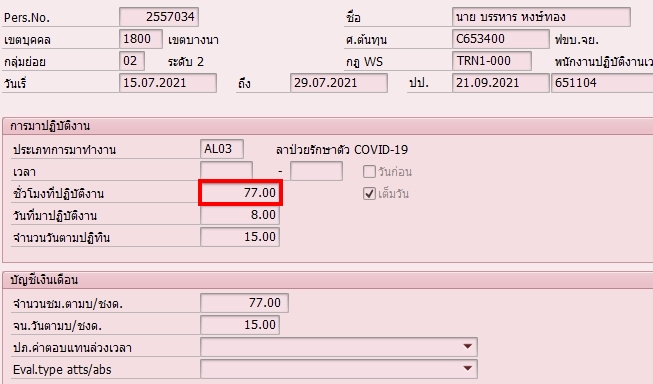 Pers.No. 2557034 ชื่อ นาย บรรหาร หงษ์ทอง
เขตบุคคล 1800 เขตบางนา ศ.ต้นทุน C653400 ฟขบ.จย.
กลุ่มย่อย 02 ระดับ 2 กฎ WS TRN1-000 พนักงานปฏิบัติงานเว
วันเริ่ 15.07.2021 ถึง 29.07.2021 ปป. 21.09.2021 651104
การมาปฏิบัติงาน
ประเภทการมาทำงาน AL03 ลาป่วยรักษาตัว COVID-19
เวลา - วันก่อน
ชั่วโมงที่ปฏิบัติงาน 77.00 เต็มวัน
วันที่มาปฏิบัติงาน 8.00
จำนวนวันตามปฏิทิน 15.00
บัญชีเงินเดือน
จำนวนชม.ตามบ/ชงด. 77.00
จน.วันตามบ/ชงด. 15.00
ปภ.ค่าตอบแทนล่วงเวลา
Eval.type atts/abs